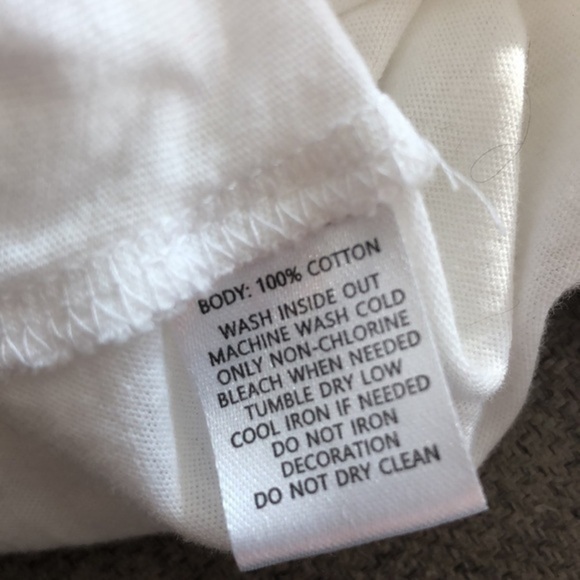 BODY: 100% COTTON
WASH INSIDE OUT
MACHINE WASH COLD
ONLY NON-CHLORINE
BLEACH WHEN NEEDED
TUMBLE DRY LOW
COOL IRON IF NEEDED
DO NOT IRON
DECORATION
DO NOT DRY CLEAN